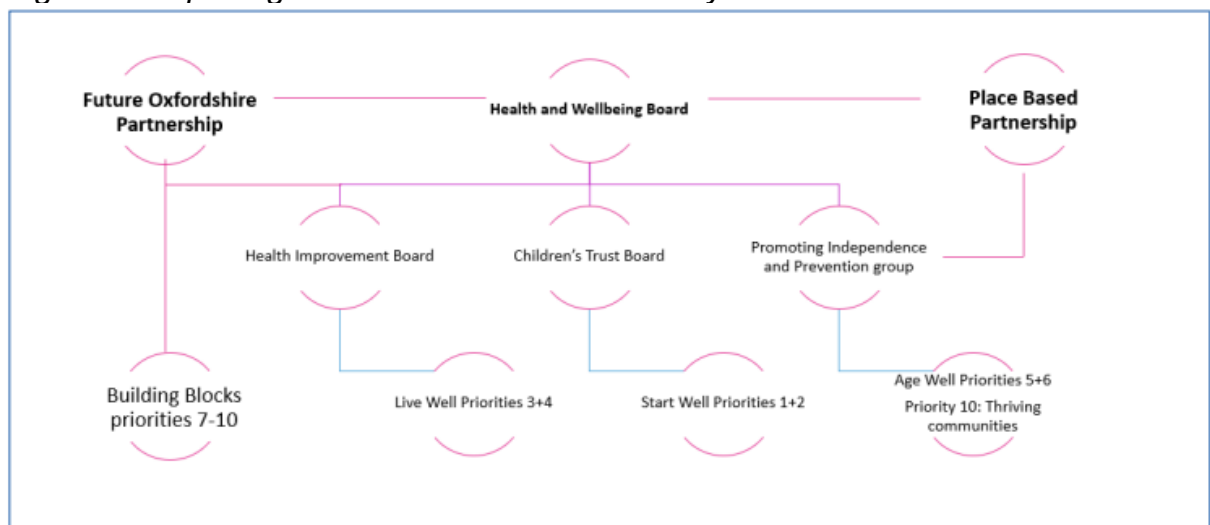 Future Oxfordshire
Partnership
Health and Wellbeing Board
Place Based
Partnership
Health Improvement Board
Children's Trust Board
Promoting Independence
and Prevention group
Building Blocks
priorities 7-10
Live Well Priorities 3+4
Start Well Priorities 1+2
Age Well Priorities 5+6
Priority 10: Thriving
communities